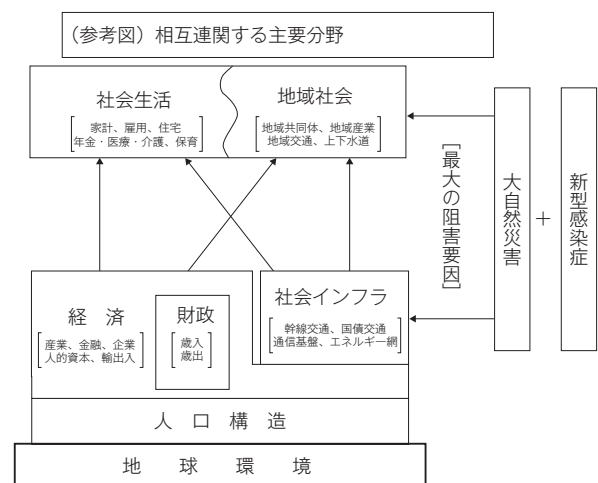 （参考図）相互連関する主要分野
社会生活
家計、雇用、住宅
年金・医療・介護、保育
地域社会
地域共同体、地域産業
地域交通、上下水道
[最大の阻害要因]
大自然災害
＋
新型感染症
経　済
産業、金融、企業
人的資本、輸出入
財政
歳入
歳出
社会インフラ
幹線交通、国債交通
通信基盤、エネルギー網
人　口　構　造
地　球　環　境